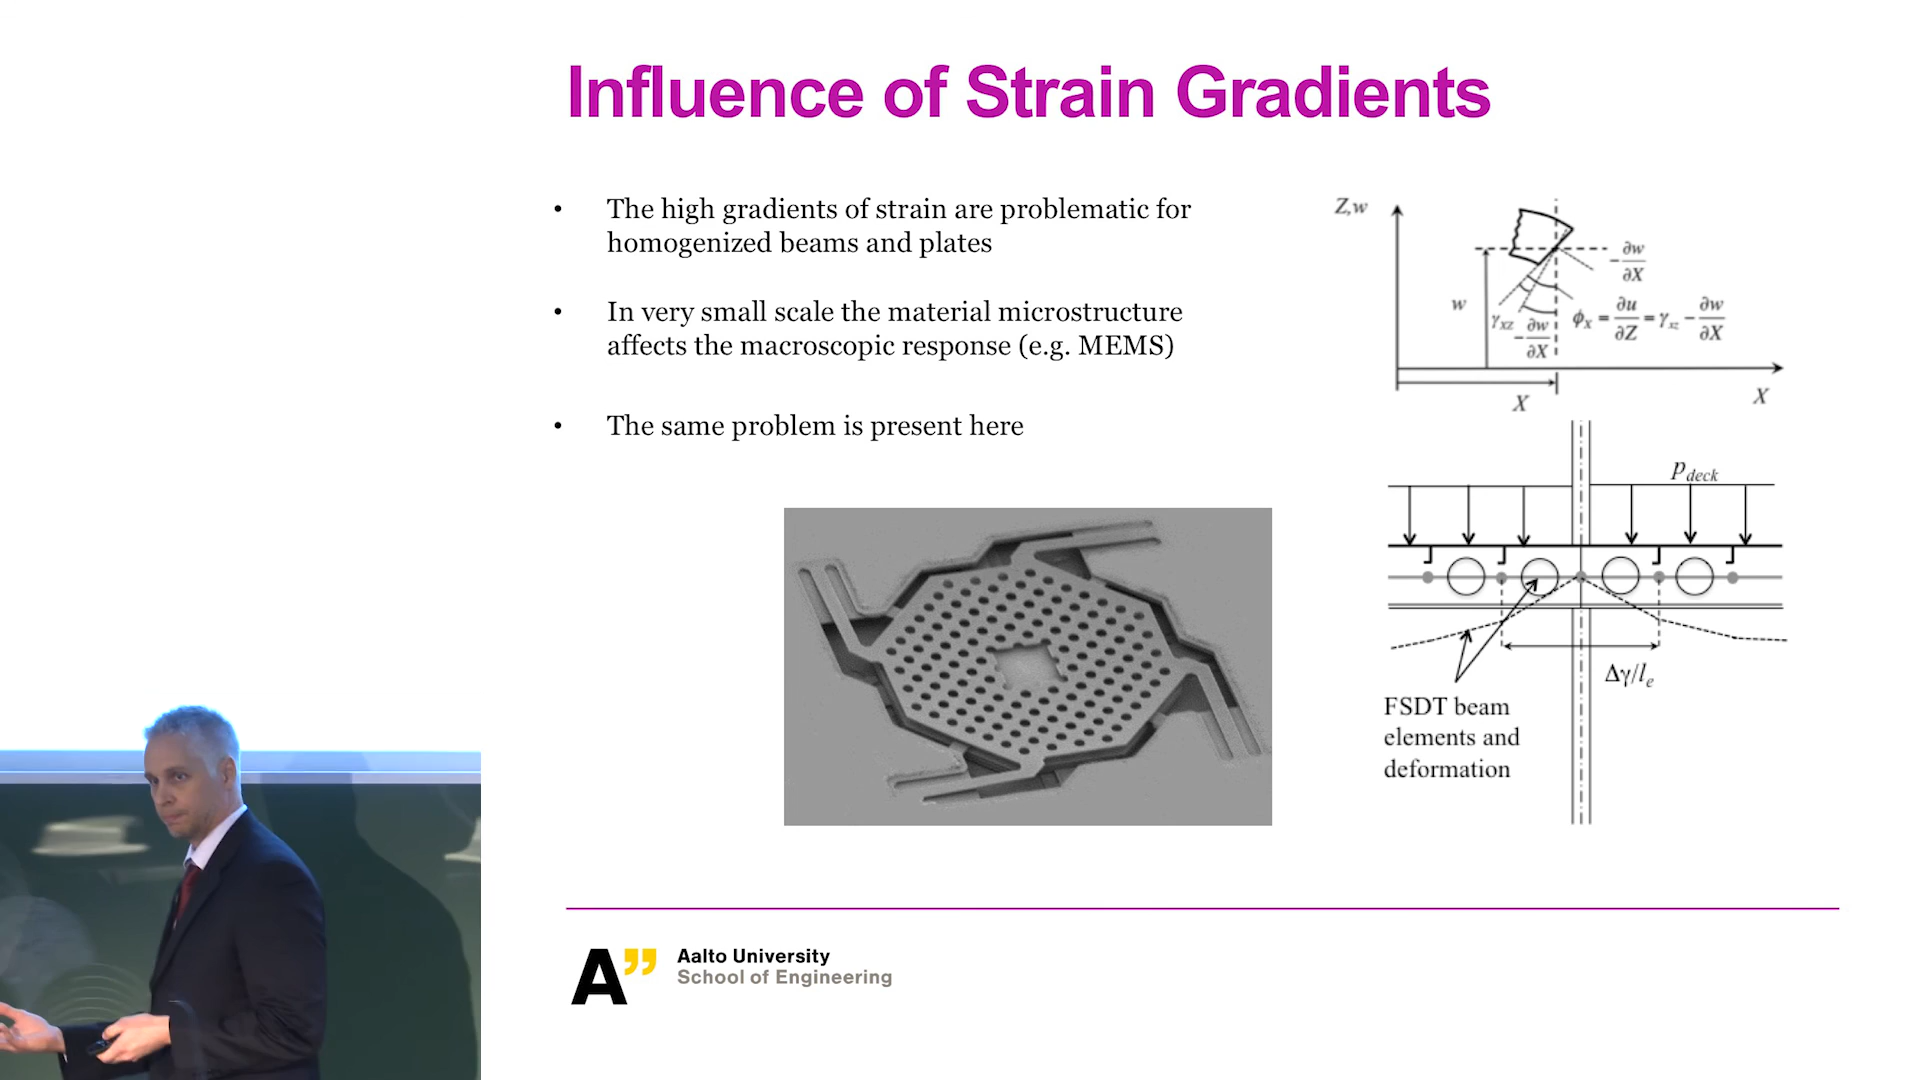 Influence of Strain Gradients
• The high gradients of strain are problematic for
homogenized beams and plates
• In very small scale the material microstructure
affects the macroscopic response (e.g. MEMS)
• The same problem is present here
Z,w
w
X
X
−∂w/∂X
γxz
−∂w/∂X
ϕX = ∂u/∂Z = γxz − ∂w/∂X
pdeck
Δγ/le
FSDT beam
elements and
deformation
A”
Aalto University
School of Engineering